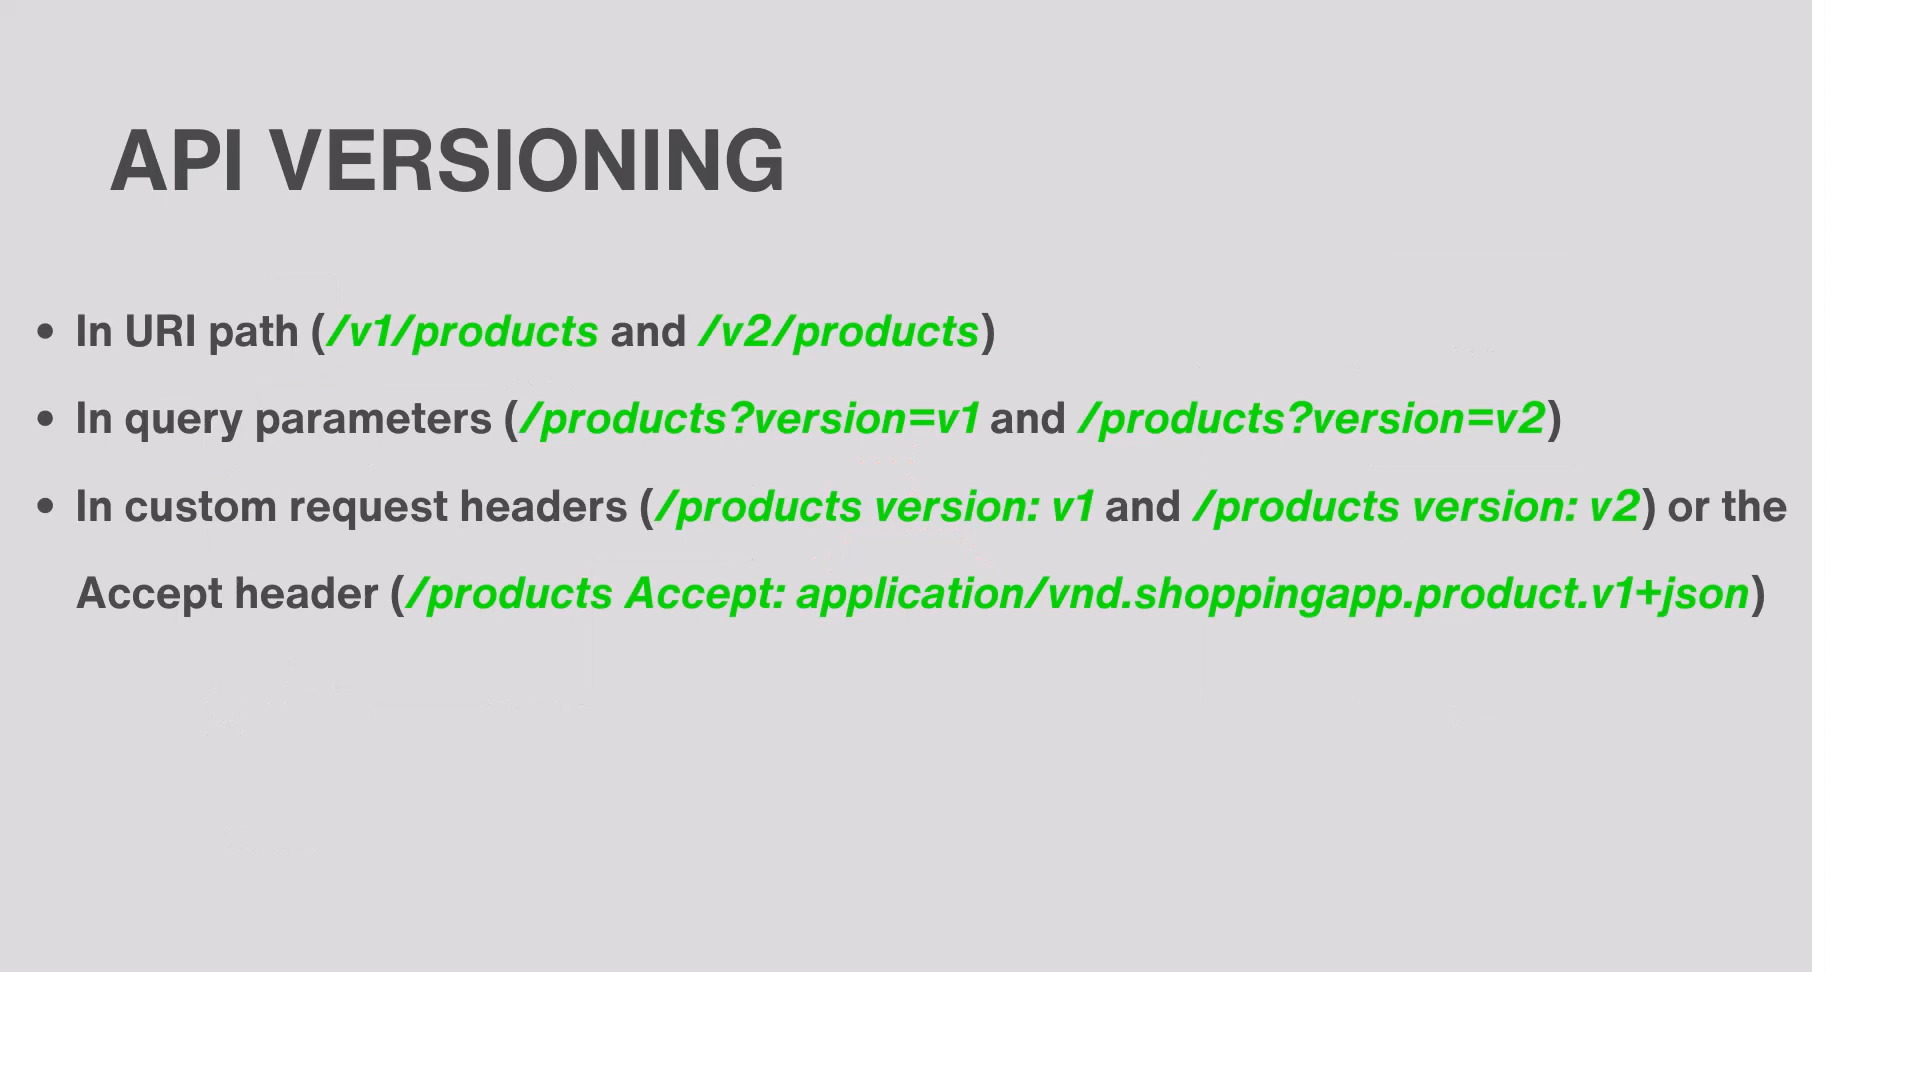 API VERSIONING
• In URI path (/v1/products and /v2/products)
• In query parameters (/products?version=v1 and /products?version=v2)
• In custom request headers (/products version: v1 and /products version: v2) or the
Accept header (/products Accept: application/vnd.shoppingapp.product.v1+json)